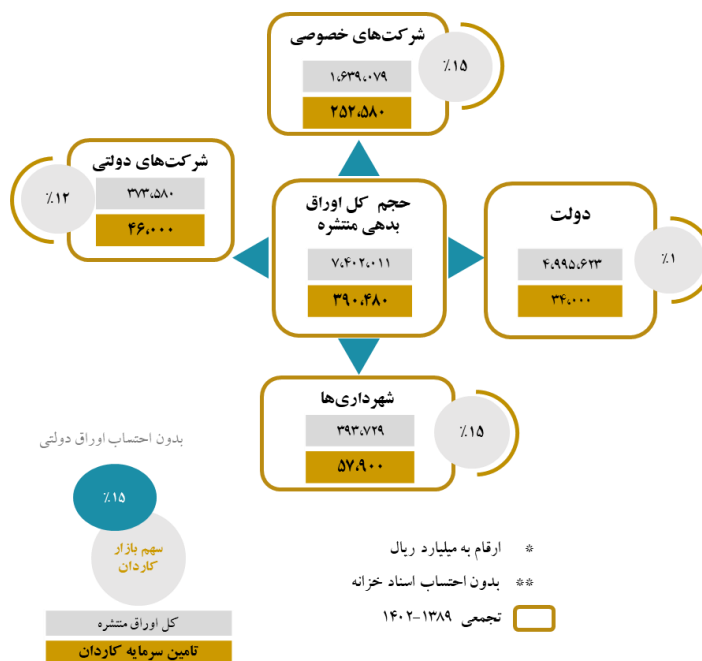 شرکت‌های خصوصی
۱،۶۳۹،۰۷۹
۲۵۲،۵۸۰
٪۱۵
شرکت‌های دولتی
۳۷۳،۵۸۰
۴۶،۰۰۰
٪۱۲
حجم کل اوراق
بدهی منتشره
۷،۴۰۲،۰۱۱
۳۹۰،۴۸۰
دولت
۴،۹۹۵،۶۲۳
۳۴،۰۰۰
٪۱
شهرداری‌ها
۳۹۳،۷۲۹
۵۷،۹۰۰
٪۱۵
بدون احتساب اوراق دولتی
٪۱۵
سهم بازار
کاردان
کل اوراق منتشره
تامین سرمایه کاردان
* ارقام به میلیارد ریال
** بدون احتساب اسناد خزانه
تجمعی ۱۳۸۹-۱۴۰۲